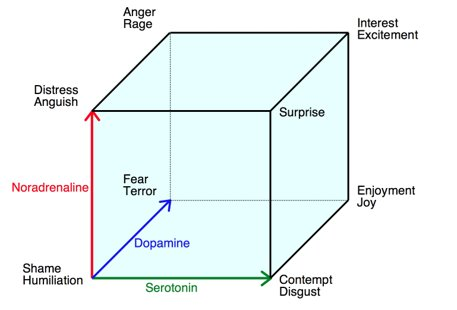 Anger
Rage
Interest
Excitement
Distress
Anguish
Surprise
Fear
Terror
Noradrenaline
Enjoyment
Joy
Dopamine
Shame
Humiliation
Serotonin
Contempt
Disgust